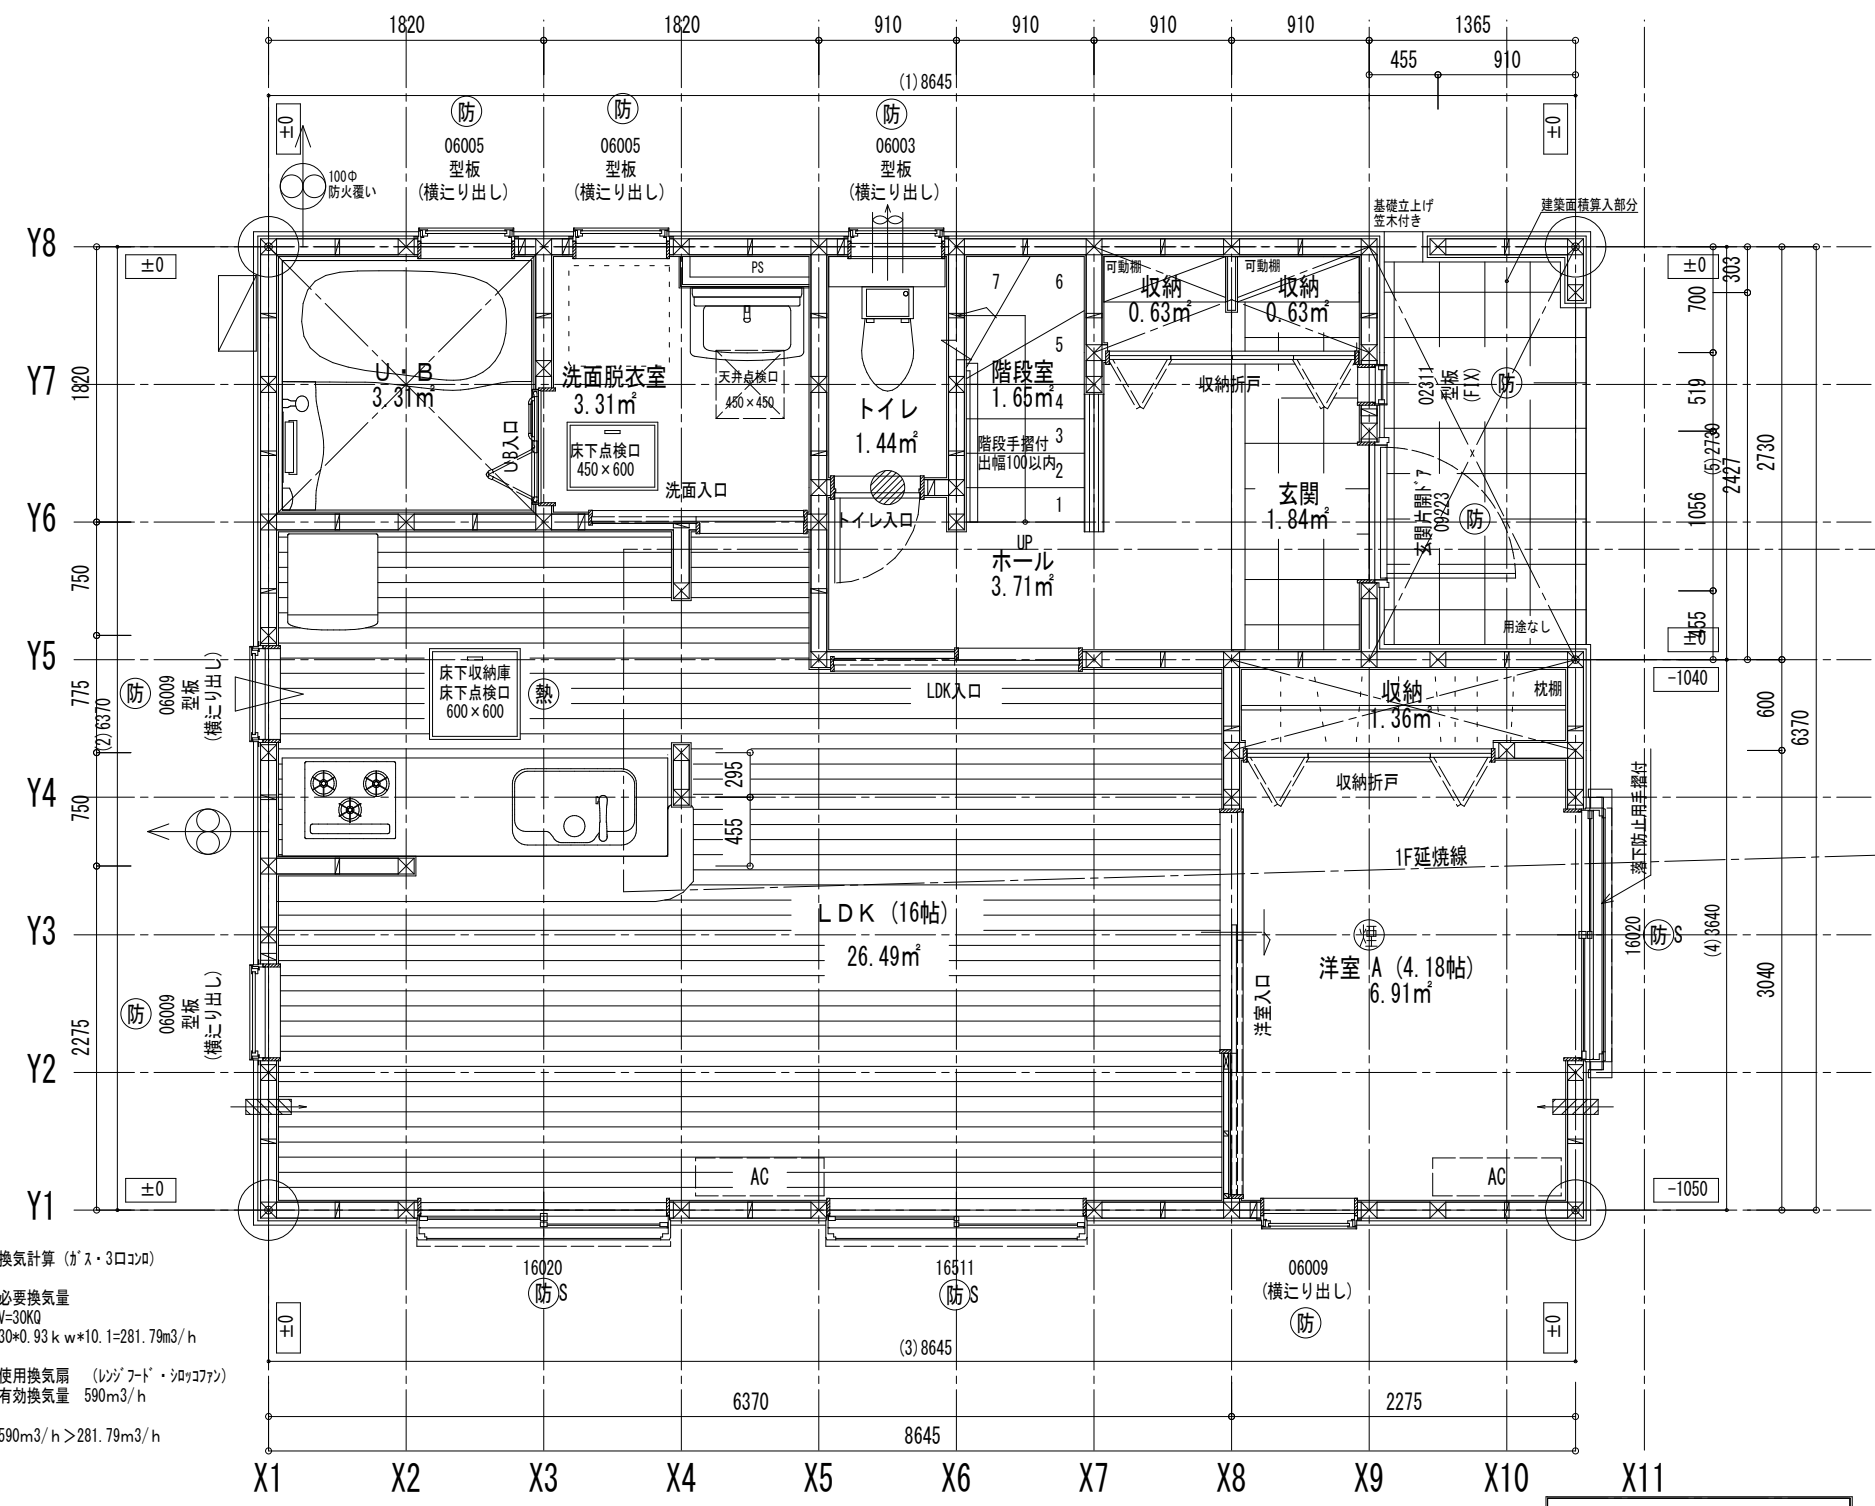 1820
1820
910
910
910
910
1365
455
910
(1)8645
±0
±0
防
防
防
06005
06005
06003
型板
型板
型板
(横辷り出し)
(横辷り出し)
(横辷り出し)
100Φ
防火覆い
基礎立上げ
笠木付き
建築面積算入部分
Y8
±0
±0
303
PS
可動棚
可動棚
7
6
収納
0.63㎡
収納
0.63㎡
700
5
Y7
1820
U・B
3.31㎡
洗面脱衣室
3.31㎡
天井点検口
450×450
トイレ
1.44㎡
階段室
1.65㎡
4
収納折戸
02311
型板
(FIX)
防
519
(5)2730
2427
2730
UB入口
床下点検口
450×600
洗面入口
階段手摺付
出幅100以内
3
2
1
玄関
1.84㎡
玄関片開ドア
09223
防
1056
Y6
トイレ入口
UP
ホール
3.71㎡
750
用途なし
455
±0
Y5
防
06009
型板
(横辷り出し)
床下収納庫
床下点検口
600×600
熱
LDK入口
収納
1.36㎡
枕棚
-1040
775
(2)6370
600
6370
Y4
750
295
455
収納折戸
落下防止用手摺付
1F延焼線
Y3
LDK (16帖)
26.49㎡
煙
洋室 A (4.18帖)
6.91㎡
洋室入口
16020
防S
(4)3640
3040
2275
防
06009
型板
(横辷り出し)
Y2
AC
AC
Y1
±0
-1050
換気計算 (ガス・3口コンロ)
必要換気量
V=30KQ
30*0.93kw*10.1=281.79m3/h
使用換気扇 (レンジフード・シロッコファン)
有効換気量 590m3/h
590m3/h＞281.79m3/h
16020
防S
16511
防S
06009
(横辷り出し)
防
±0
±0
(3)8645
6370
2275
8645
X1
X2
X3
X4
X5
X6
X7
X8
X9
X10
X11